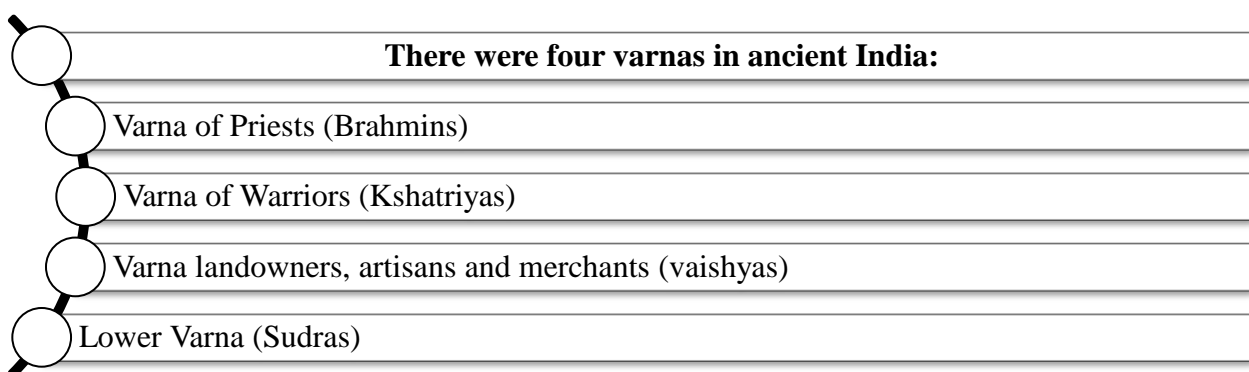 There were four varnas in ancient India:
Varna of Priests (Brahmins)
Varna of Warriors (Kshatriyas)
Varna landowners, artisans and merchants (vaishyas)
Lower Varna (Sudras)